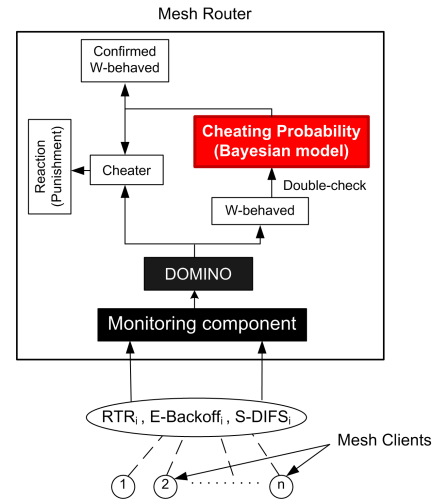 Mesh Router
Confirmed
W-behaved
Cheating Probability
(Bayesian model)
Reaction
(Punishment)
Cheater
Double-check
W-behaved
DOMINO
Monitoring component
RTRᵢ , E-Backoffᵢ , S-DIFSᵢ
Mesh Clients
1
2
n